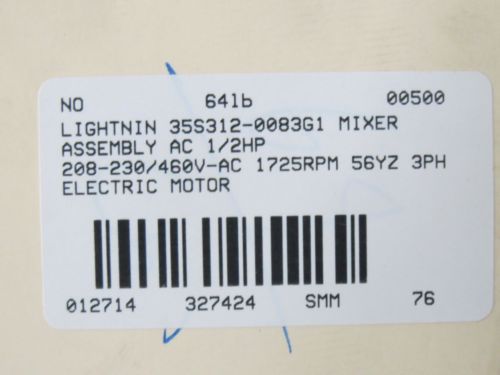 NO 64lb 00500
LIGHTNIN 35S312-0083G1 MIXER
ASSEMBLY AC 1/2HP
208-230/460V-AC 1725RPM 56YZ 3PH
ELECTRIC MOTOR
012714 327424 SMM 76